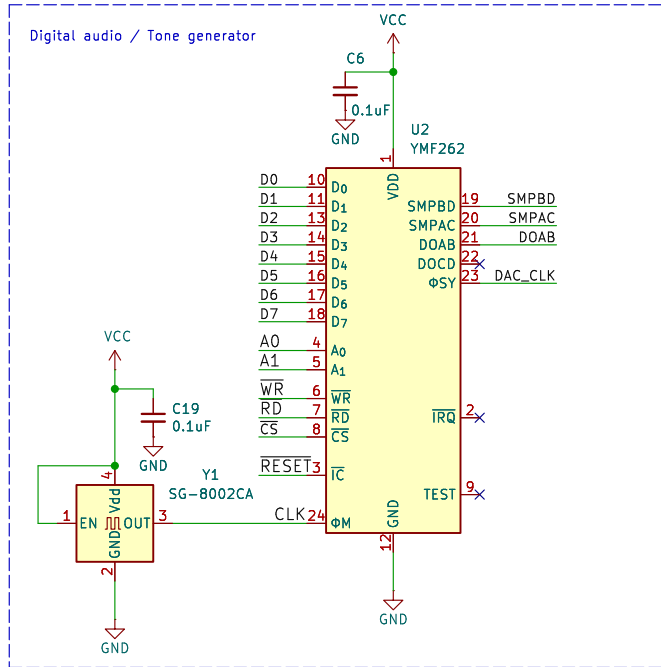 Digital audio / Tone generator
VCC
C6
0.1uF
GND
U2
YMF262
1
VDD
D0 10 D0
D1 11 D1
D2 13 D2
D3 14 D3
D4 15 D4
D5 16 D5
D6 17 D6
D7 18 D7
A0 4 A0
A1 5 A1
WR 6 WR
RD 7 RD
CS 8 CS
RESET 3 IC
CLK 24 ΦM
SMPBD 19 SMPBD
SMPAC 20 SMPAC
DOAB 21 DOAB
DOCD 22
ΦSY 23 DAC_CLK
IRQ 2
TEST 9
GND
12
GND
VCC
C19
0.1uF
GND
Y1
SG-8002CA
4
Vdd
1 EN OUT 3
GND
2
GND